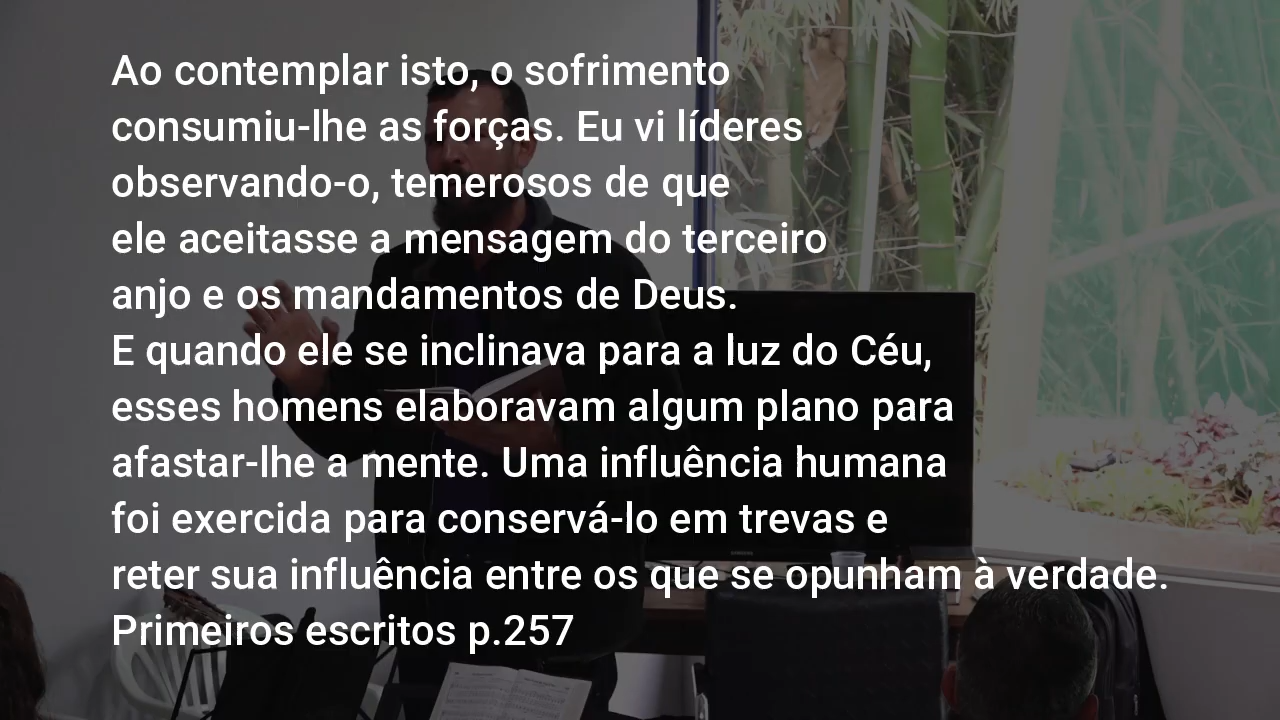 Ao contemplar isto, o sofrimento
consumiu-lhe as forças. Eu vi líderes
observando-o, temerosos de que
ele aceitasse a mensagem do terceiro
anjo e os mandamentos de Deus.
E quando ele se inclinava para a luz do Céu,
esses homens elaboravam algum plano para
afastar-lhe a mente. Uma influência humana
foi exercida para conservá-lo em trevas e
reter sua influência entre os que se opunham à verdade.
Primeiros escritos p.257
SAMSUNG